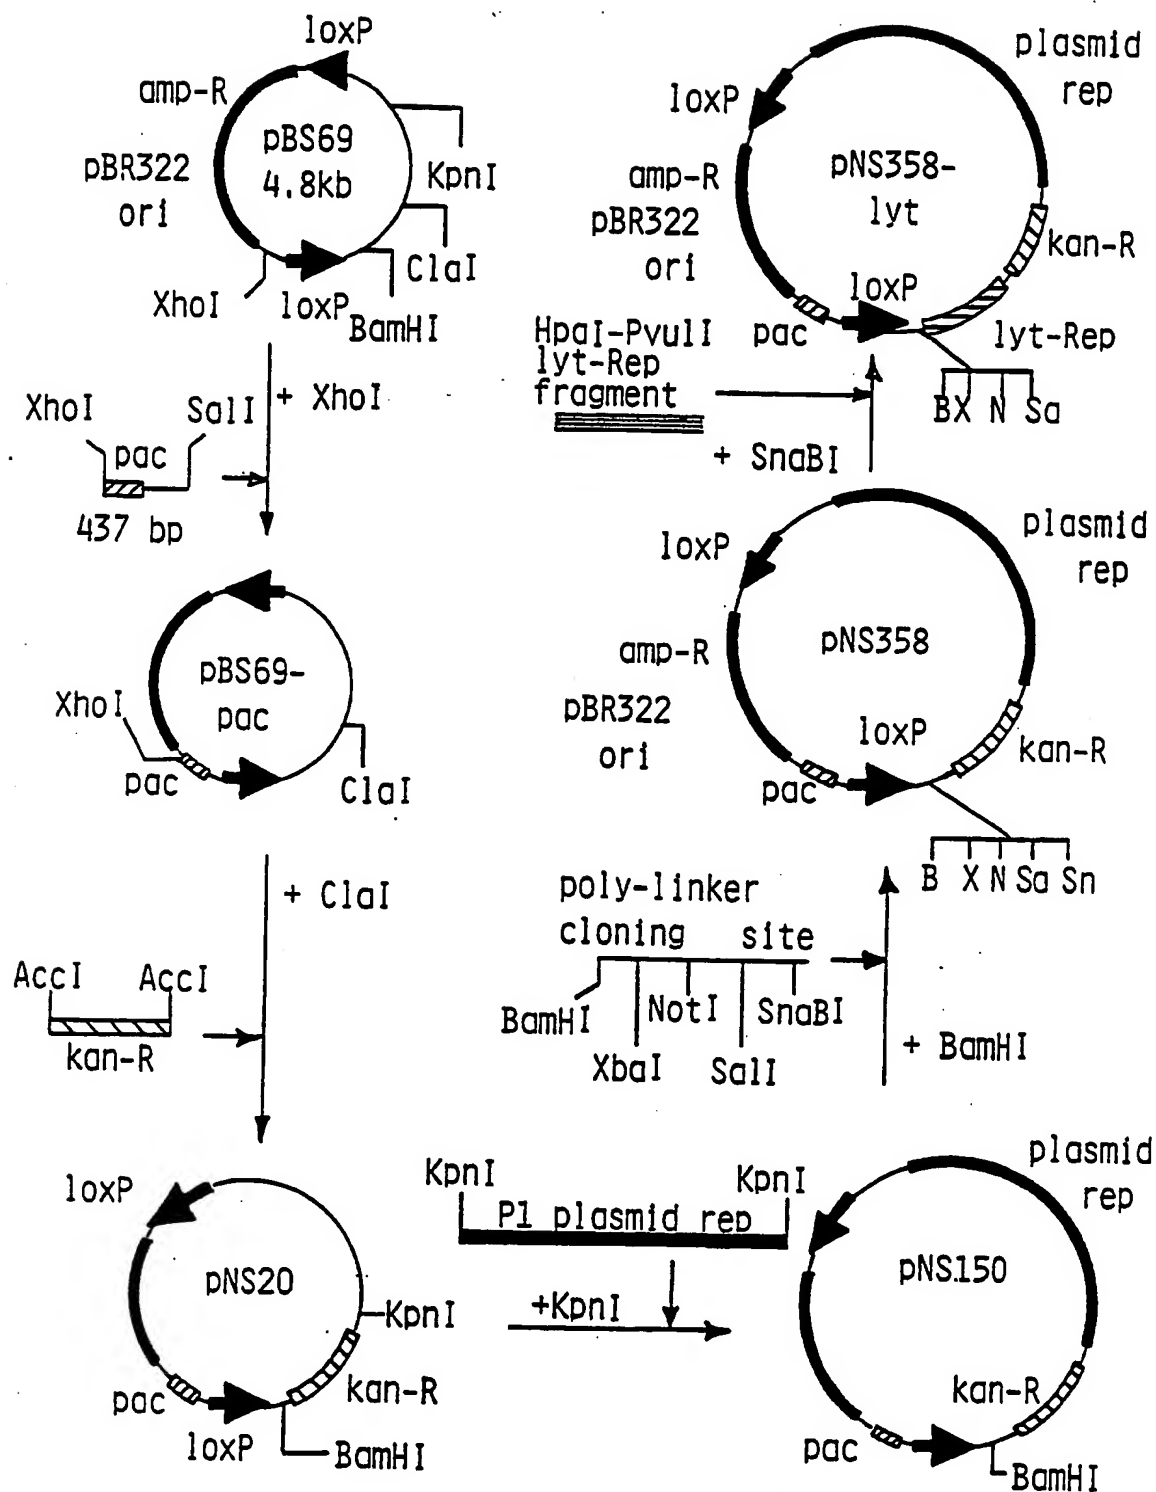 loxP
amp-R
pBS69
4.8kb
pBR322
ori
KpnI
ClaI
XhoI
loxP
BamHI
+ XhoI
XhoI
SalI
pac
437 bp
pBS69-
pac
XhoI
pac
ClaI
+ ClaI
AccI
AccI
kan-R
loxP
pNS20
KpnI
kan-R
pac
loxP
BamHI
KpnI
KpnI
P1 plasmid rep
+KpnI
plasmid
rep
pNS150
kan-R
pac
BamHI
poly-linker
cloning site
BamHI
XbaI
NotI
SalI
SnaBI
+ BamHI
plasmid
rep
loxP
pNS358
amp-R
pBR322
ori
loxP
kan-R
pac
B X N Sa Sn
HpaI-PvuII
lyt-Rep
fragment
+ SnaBI
plasmid
rep
loxP
pNS358-
lyt
amp-R
pBR322
ori
kan-R
loxP
pac
lyt-Rep
BX N Sa